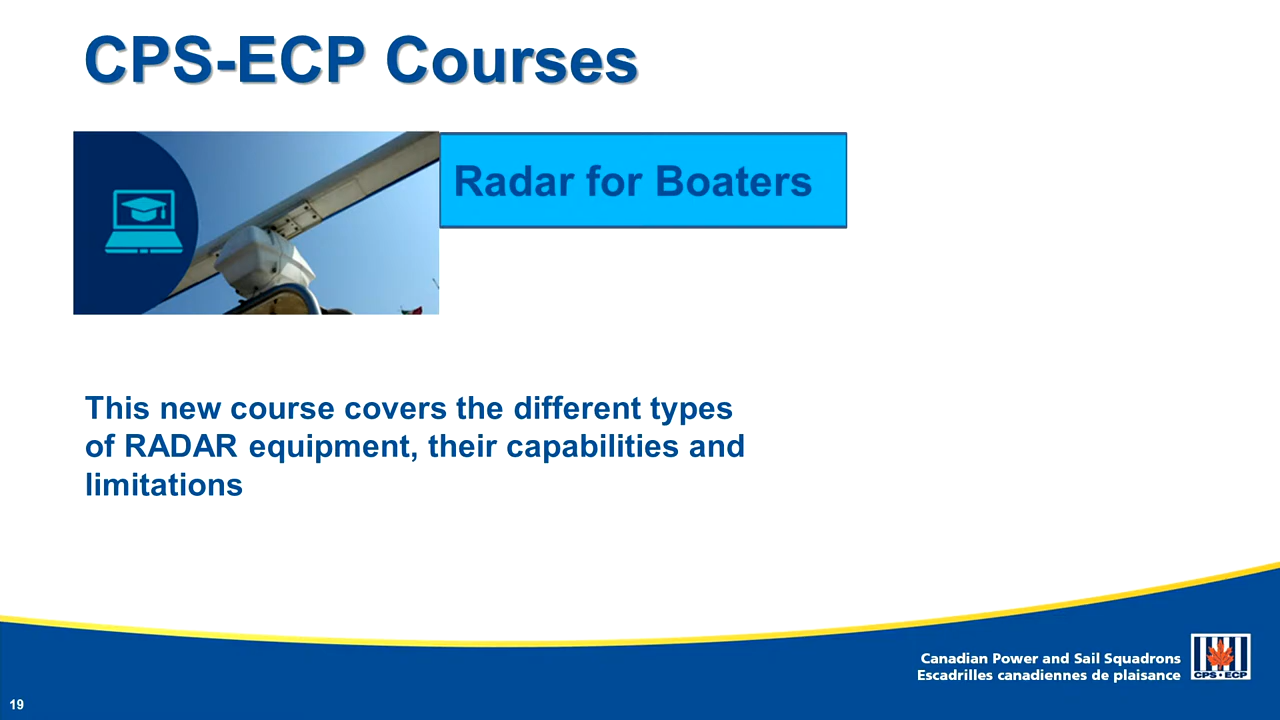 CPS-ECP Courses
Radar for Boaters
This new course covers the different types
of RADAR equipment, their capabilities and
limitations
Canadian Power and Sail Squadrons
Escadrilles canadiennes de plaisance
CPS • ECP
19